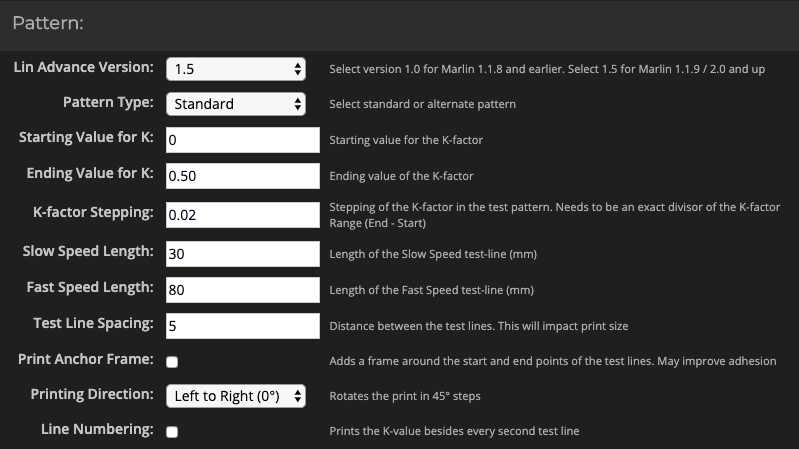 Pattern:
Lin Advance Version: 1.5 Select version 1.0 for Marlin 1.1.8 and earlier. Select 1.5 for Marlin 1.1.9 / 2.0 and up
Pattern Type: Standard Select standard or alternate pattern
Starting Value for K: 0 Starting value for the K-factor
Ending Value for K: 0.50 Ending value of the K-factor
K-factor Stepping: 0.02 Stepping of the K-factor in the test pattern. Needs to be an exact divisor of the K-factor
Range (End - Start)
Slow Speed Length: 30 Length of the Slow Speed test-line (mm)
Fast Speed Length: 80 Length of the Fast Speed test-line (mm)
Test Line Spacing: 5 Distance between the test lines. This will impact print size
Print Anchor Frame: Adds a frame around the start and end points of the test lines. May improve adhesion
Printing Direction: Left to Right (0°) Rotates the print in 45° steps
Line Numbering: Prints the K-value besides every second test line